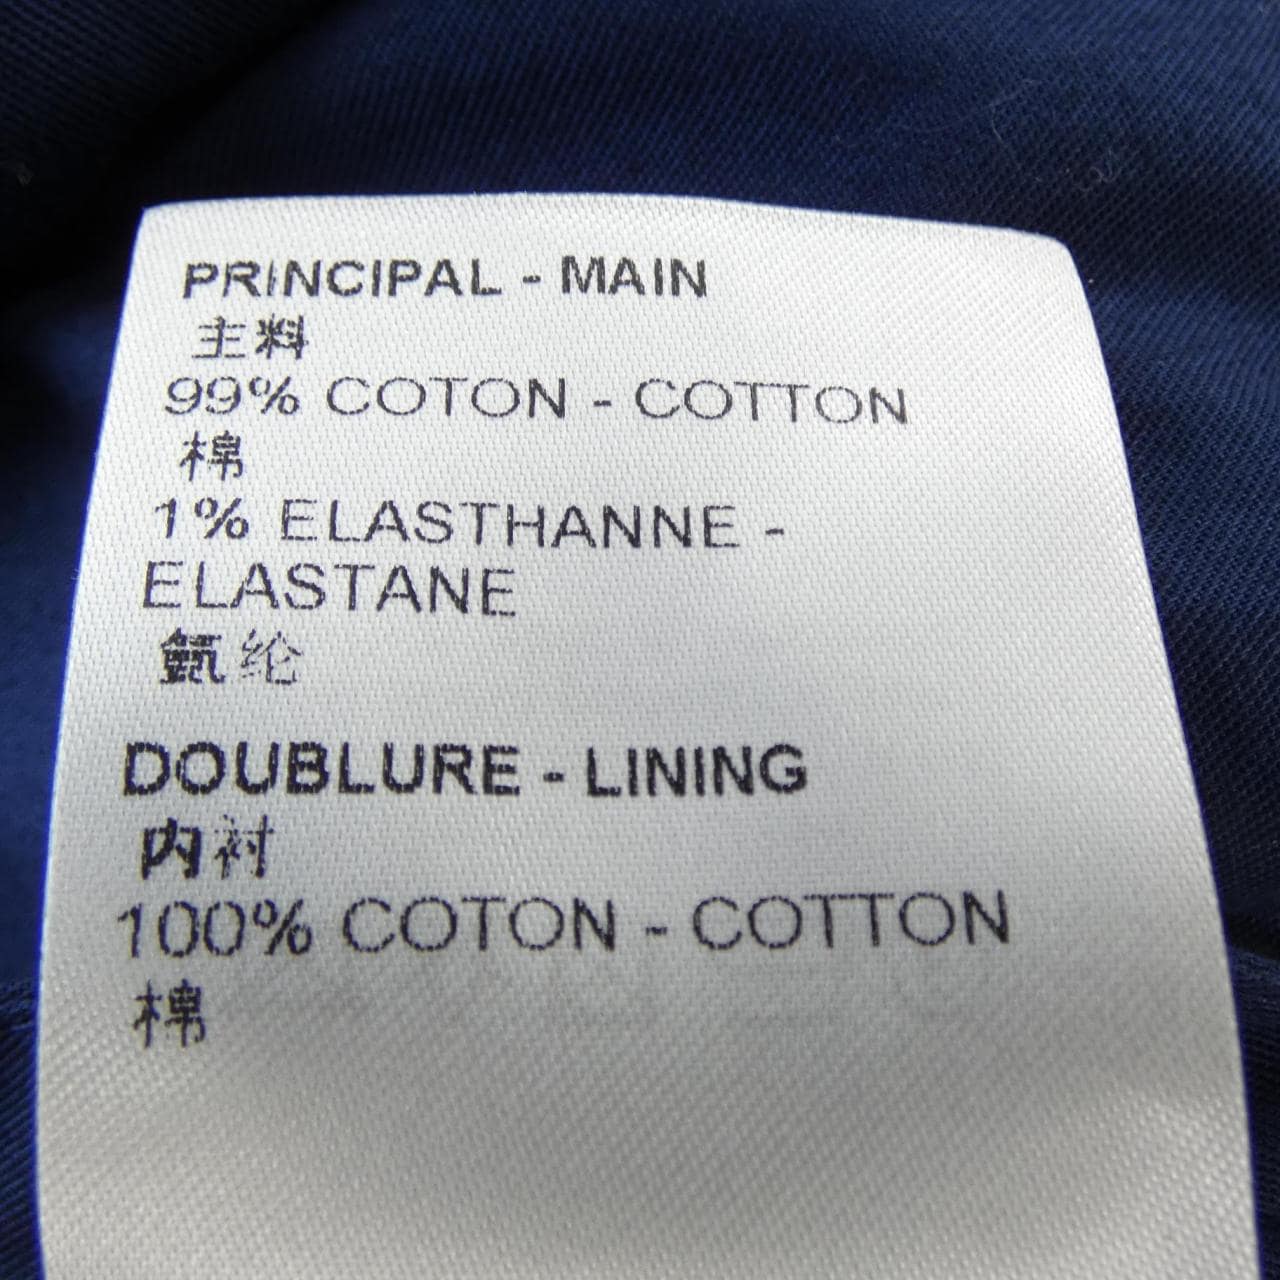 PRINCIPAL - MAIN
主料
99% COTON - COTTON
棉
1% ELASTHANNE -
ELASTANE
氨纶
DOUBLURE - LINING
内衬
100% COTON - COTTON
棉